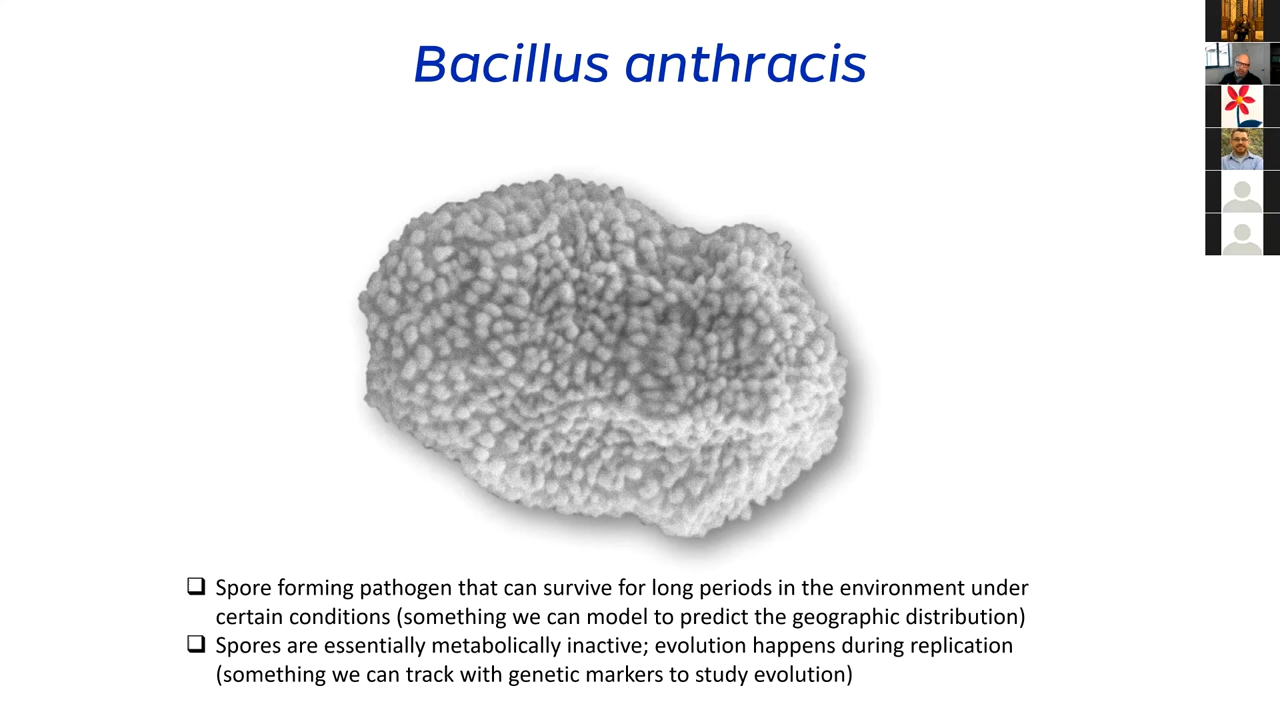 Bacillus anthracis
❑ Spore forming pathogen that can survive for long periods in the environment under
certain conditions (something we can model to predict the geographic distribution)
❑ Spores are essentially metabolically inactive; evolution happens during replication
(something we can track with genetic markers to study evolution)